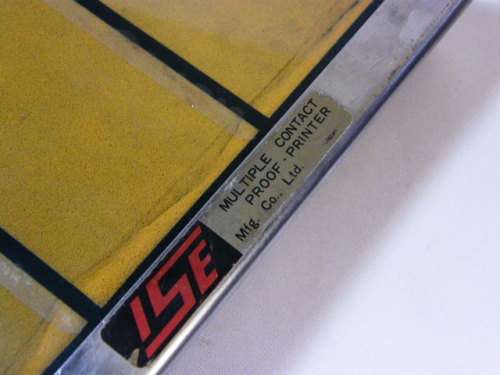 ISE
MULTIPLE CONTACT
PROOF-PRINTER
Mfg. Co., Ltd.